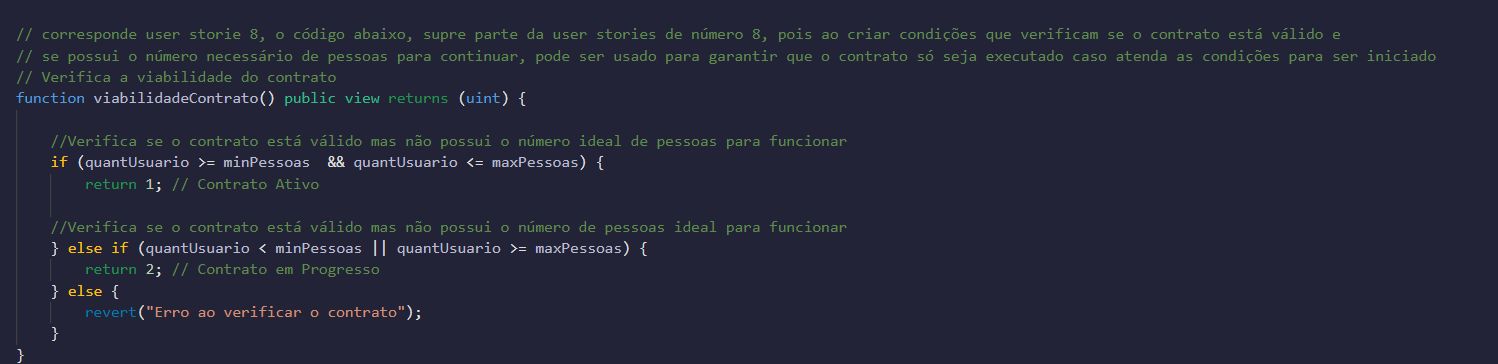 // corresponde user storie 8, o código abaixo, supre parte da user stories de número 8, pois ao criar condições que verificam se o contrato está válido e
// se possui o número necessário de pessoas para continuar, pode ser usado para garantir que o contrato só seja executado caso atenda as condições para ser iniciado
// Verifica a viabilidade do contrato
function viabilidadeContrato() public view returns (uint) {
//Verifica se o contrato está válido mas não possui o número ideal de pessoas para funcionar
if (quantUsuario >= minPessoas  && quantUsuario <= maxPessoas) {
return 1; // Contrato Ativo
//Verifica se o contrato está válido mas não possui o número de pessoas ideal para funcionar
} else if (quantUsuario < minPessoas || quantUsuario >= maxPessoas) {
return 2; // Contrato em Progresso
} else {
revert("Erro ao verificar o contrato");
}
}